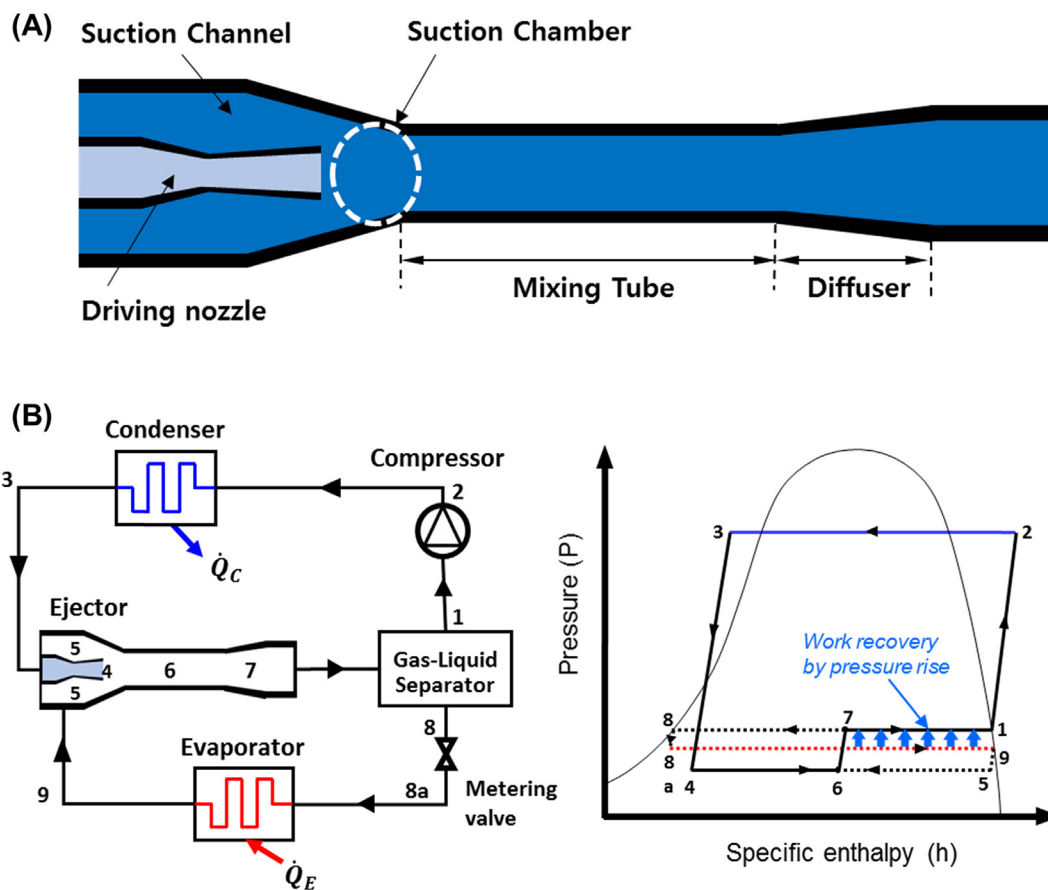 (A)
Suction Channel
Suction Chamber
Driving nozzle
Mixing Tube
Diffuser
(B)
Condenser
Compressor
3
2
Q̇_C
Ejector
1
5
4
6
7
5
Gas-Liquid
Separator
8
Evaporator
9
8a
Metering
valve
Q̇_E
Pressure (P)
3
2
Work recovery
by pressure rise
8
7
1
8
a
9
4
6
5
Specific enthalpy (h)